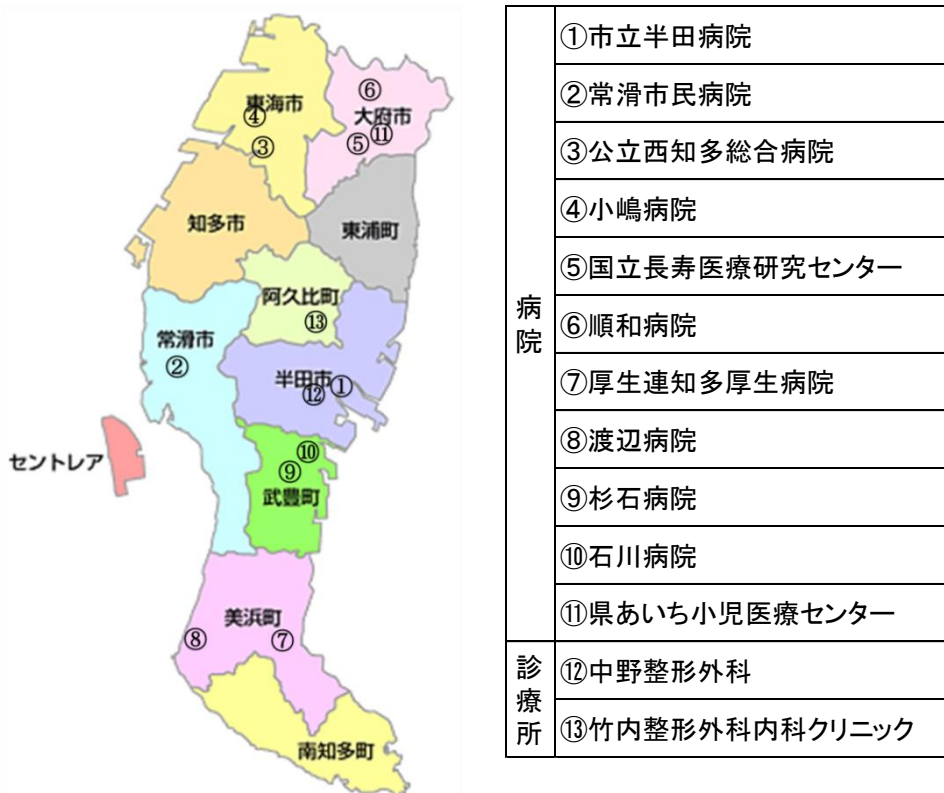 ⑥
東海市
大府市
④
⑪
⑤
③
知多市
東浦町
阿久比町
⑬
常滑市
②
半田市
①
⑫
⑩
セントレア
⑨
武豊町
美浜町
⑧
⑦
南知多町
病院
①市立半田病院
②常滑市民病院
③公立西知多総合病院
④小嶋病院
⑤国立長寿医療研究センター
⑥順和病院
⑦厚生連知多厚生病院
⑧渡辺病院
⑨杉石病院
⑩石川病院
⑪県あいち小児医療センター
診療所
⑫中野整形外科
⑬竹内整形外科内科クリニック